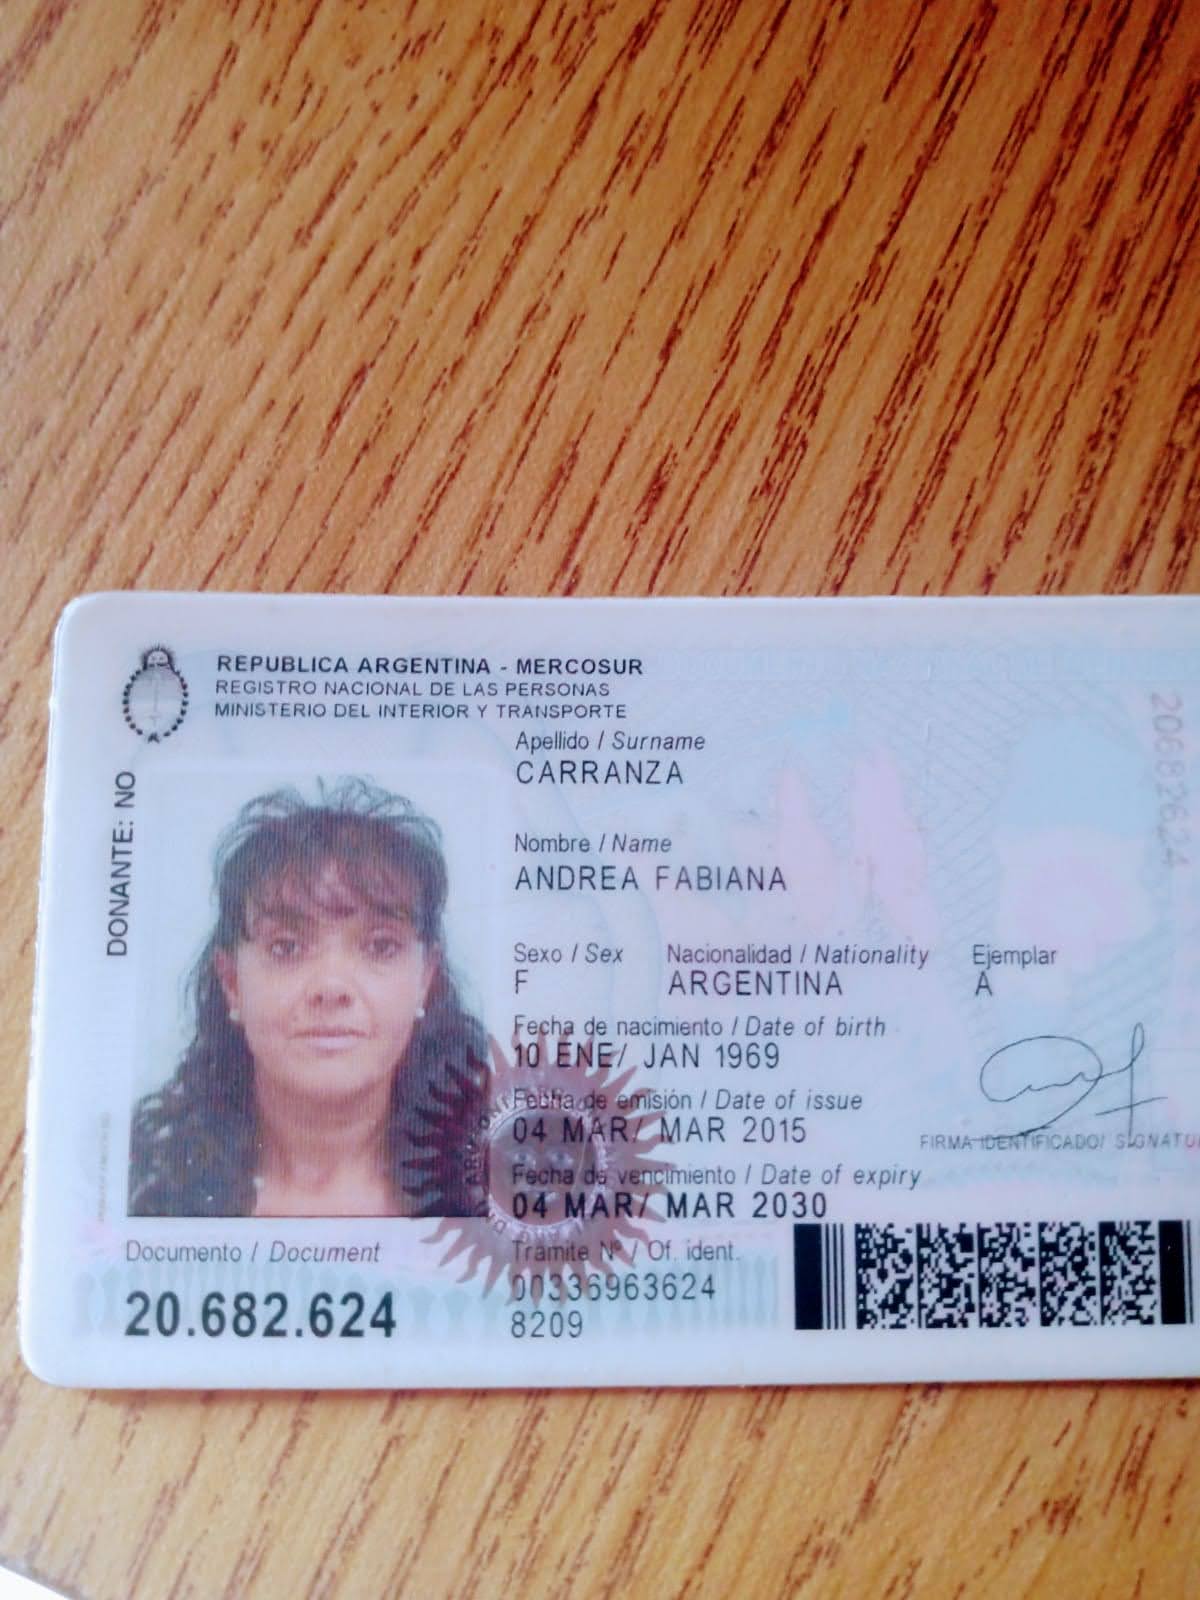 REPUBLICA ARGENTINA - MERCOSUR
REGISTRO NACIONAL DE LAS PERSONAS
MINISTERIO DEL INTERIOR Y TRANSPORTE
Apellido / Surname
CARRANZA
Nombre / Name
ANDREA FABIANA
Sexo / Sex Nacionalidad / Nationality Ejemplar
F ARGENTINA A
Fecha de nacimiento / Date of birth
10 ENE/ JAN 1969
Fecha de emisión / Date of issue
04 MAR/ MAR 2015
FIRMA IDENTIFICADO/ SIGNATU
Fecha de vencimiento / Date of expiry
04 MAR/ MAR 2030
Documento / Document
20.682.624
Tramite Nº / Of. ident.
00336963624
8209
DONANTE: NO
20682624